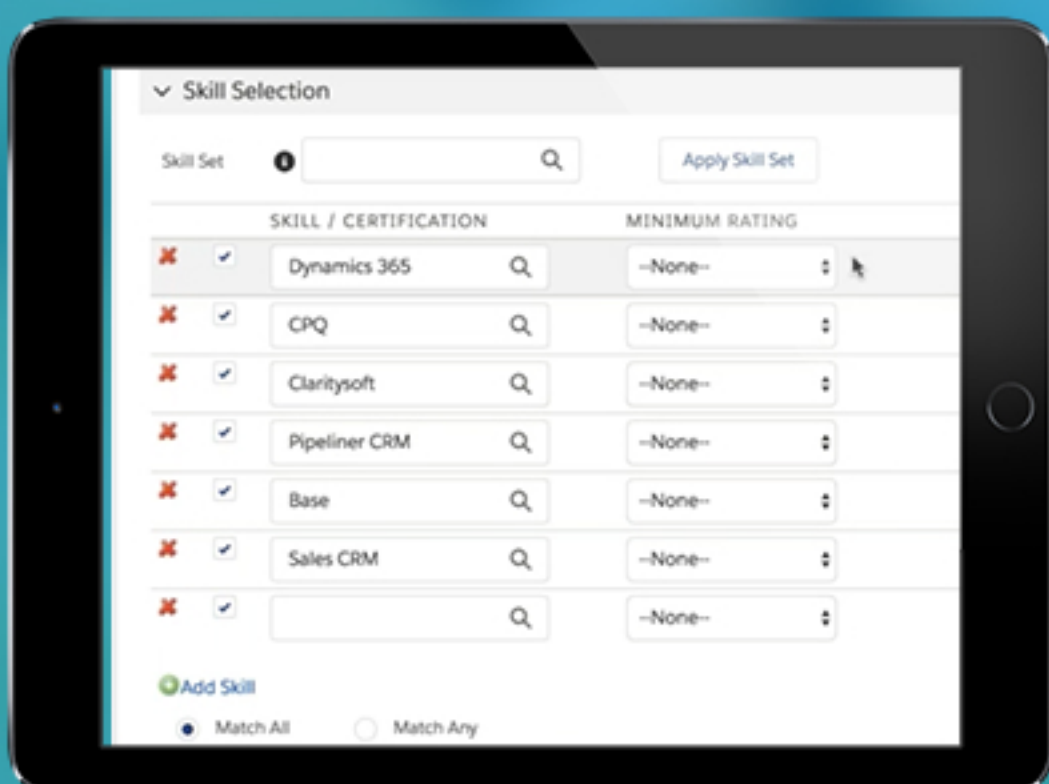 Skill Selection
Skill Set Apply Skill Set
SKILL / CERTIFICATION MINIMUM RATING
Dynamics 365 --None--
CPQ --None--
Claritysoft --None--
Pipeliner CRM --None--
Base --None--
Sales CRM --None--
--None--
Add Skill
Match All Match Any